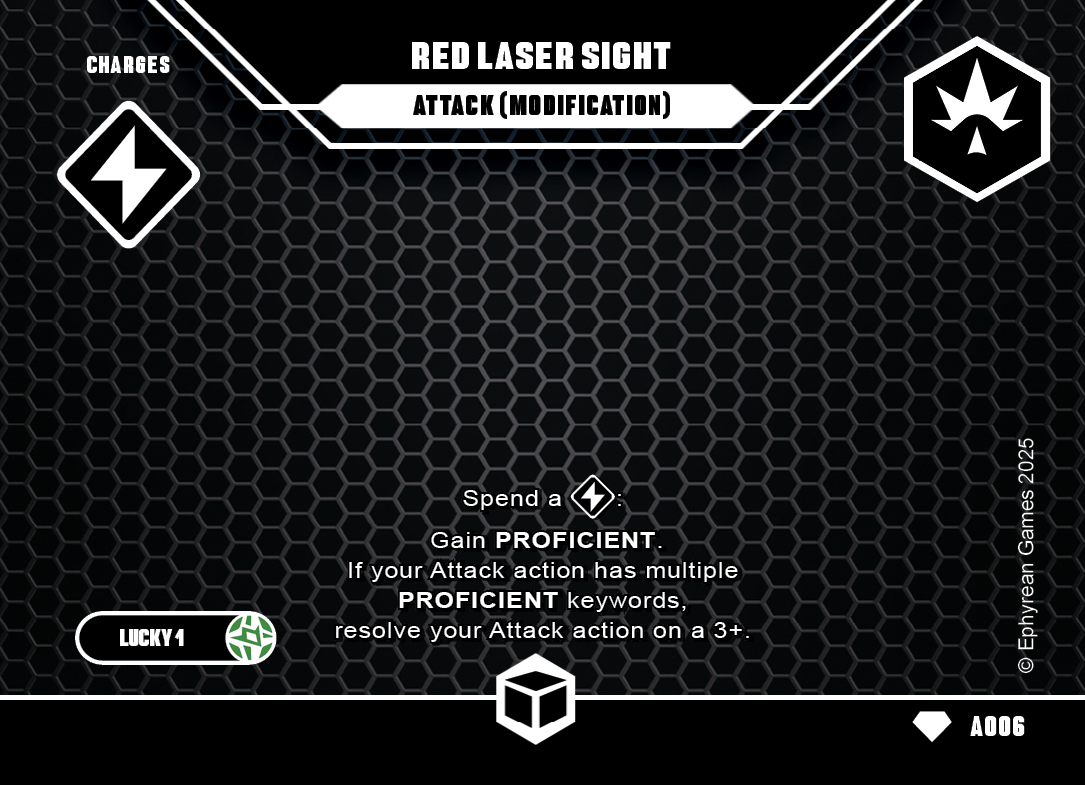 RED LASER SIGHT
CHARGES
ATTACK (MODIFICATION)
Spend a :
Gain PROFICIENT.
If your Attack action has multiple
PROFICIENT keywords,
resolve your Attack action on a 3+.
LUCKY 1
© Ephyrean Games 2025
A006